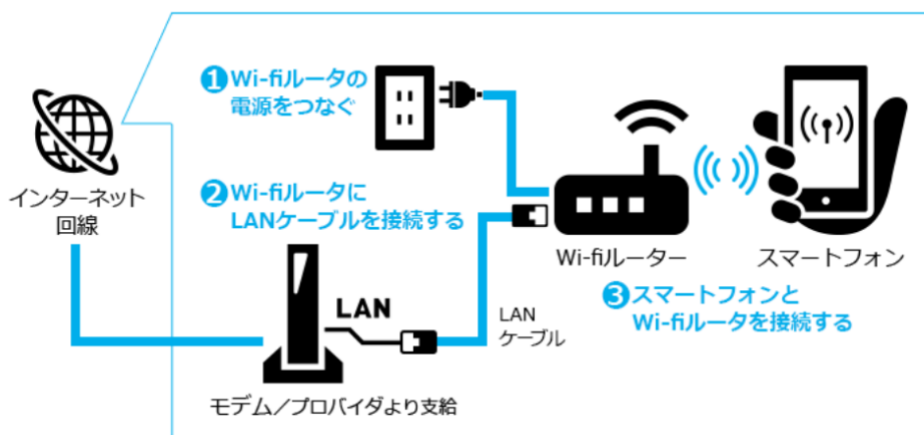 ❶Wi-fiルータの
電源をつなぐ
インターネット
回線
❷Wi-fiルータに
LANケーブルを接続する
Wi-fiルーター
スマートフォン
❸スマートフォンと
Wi-fiルータを接続する
LAN
LAN
ケーブル
モデム／プロバイダより支給